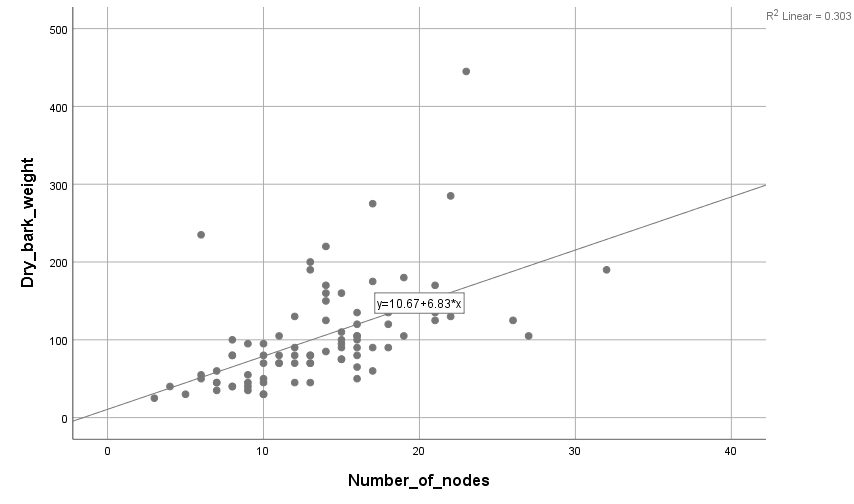 R2 Linear = 0.303
500
400
300
200
100
0
Dry_bark_weight
y=10.67+6.83*x
0 10 20 30 40
Number_of_nodes